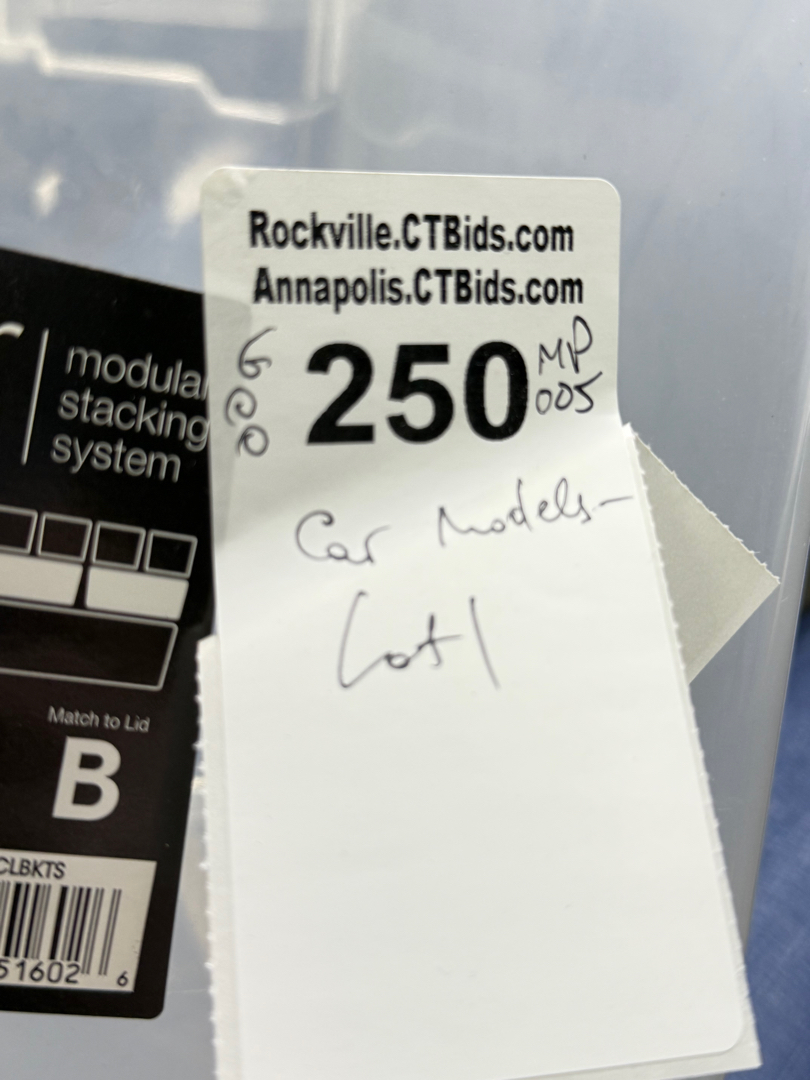 Rockville.CTBids.com
Annapolis.CTBids.com
250
MP
005
Car Models-
Lot 1
modular
stacking
system
Match to Lid
B
CLBKTS
51602 6